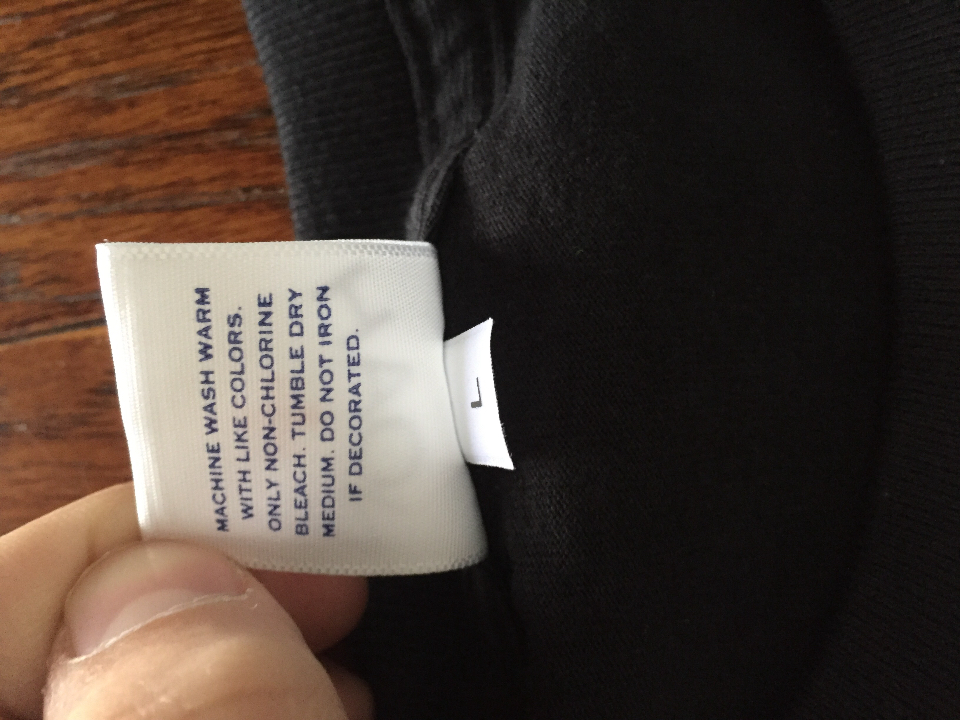 MACHINE WASH WARM
WITH LIKE COLORS.
ONLY NON-CHLORINE
BLEACH. TUMBLE DRY
MEDIUM. DO NOT IRON
IF DECORATED.
L